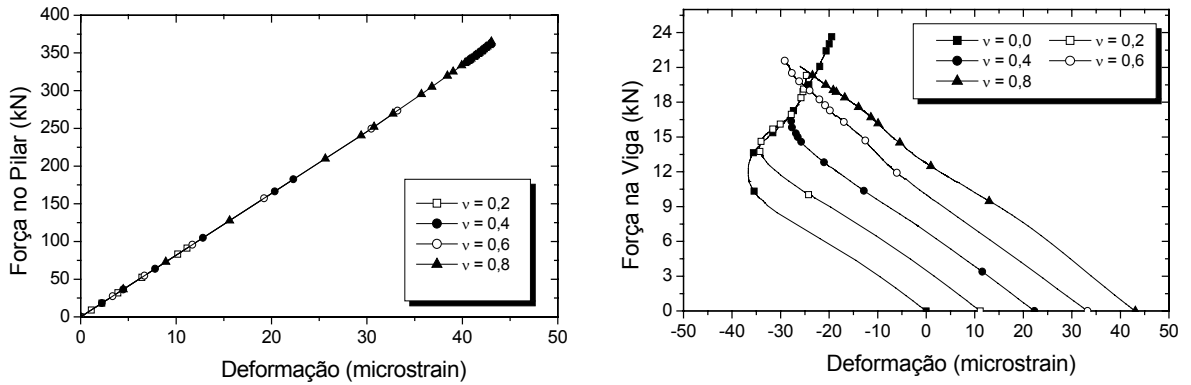 Força no Pilar (kN)
400
350
300
250
200
150
100
50
0
0 10 20 30 40 50
Deformação (microstrain)
ν = 0,2
ν = 0,4
ν = 0,6
ν = 0,8
Força na Viga (kN)
24
21
18
15
12
9
6
3
0
-50 -40 -30 -20 -10 0 10 20 30 40 50
Deformação (microstrain)
ν = 0,0 ν = 0,2
ν = 0,4 ν = 0,6
ν = 0,8